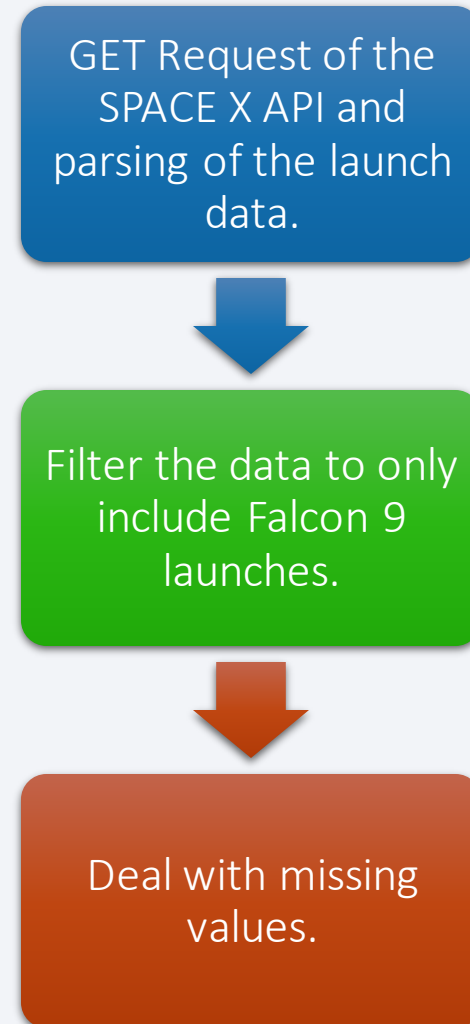 GET Request of the
SPACE X API and
parsing of the launch
data.
Filter the data to only
include Falcon 9
launches.
Deal with missing
values.